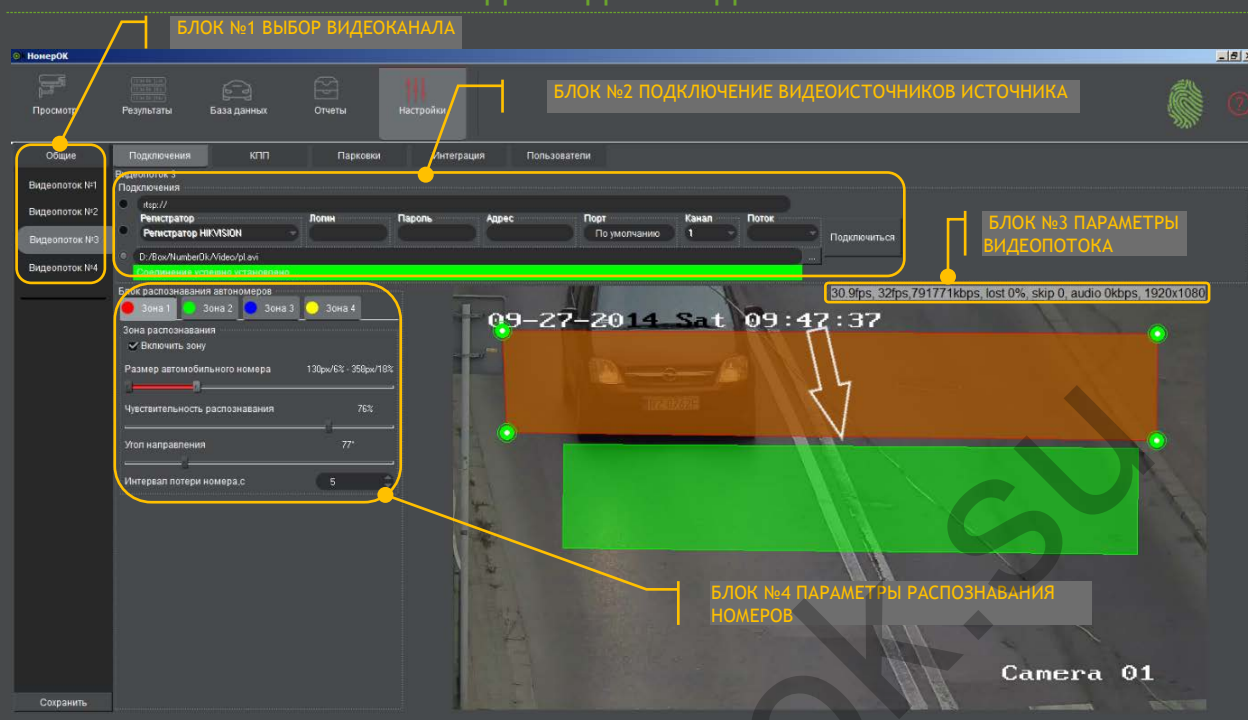 БЛОК №1 ВЫБОР ВИДЕОКАНАЛА
НомерОК
Просмотр
Результаты
База данных
Отчеты
Настройки
БЛОК №2 ПОДКЛЮЧЕНИЕ ВИДЕОИСТОЧНИКОВ ИСТОЧНИКА
?
Общие
Подключения
КПП
Парковки
Интеграция
Пользователи
Видеопоток №1
Видеопоток №2
Видеопоток №3
Видеопоток №4
Видеопоток 3
Подключения
rtsp://
Регистратор
Логин
Пароль
Адрес
Порт
Канал
Поток
Регистратор HIKVISION
По умолчанию
1
Подключиться
D:/Box/NumberOk/Video/pl.avi
...
Соединение успешно установлено
БЛОК №3 ПАРАМЕТРЫ
ВИДЕОПОТОКА
30.9fps, 32fps,791771kbps, lost 0%, skip 0, audio 0kbps, 1920x1080
Блок распознавания автономеров
Зона 1
Зона 2
Зона 3
Зона 4
Зона распознавания
Включить зону
Размер автомобильного номера 130px/6% - 358px/18%
Чувствительность распознавания 76%
Угол направления 77°
Интервал потери номера,с 5
09-27-2014 Sat 09:47:37
БЛОК №4 ПАРАМЕТРЫ РАСПОЗНАВАНИЯ
НОМЕРОВ
Camera 01
Сохранить
ok.su